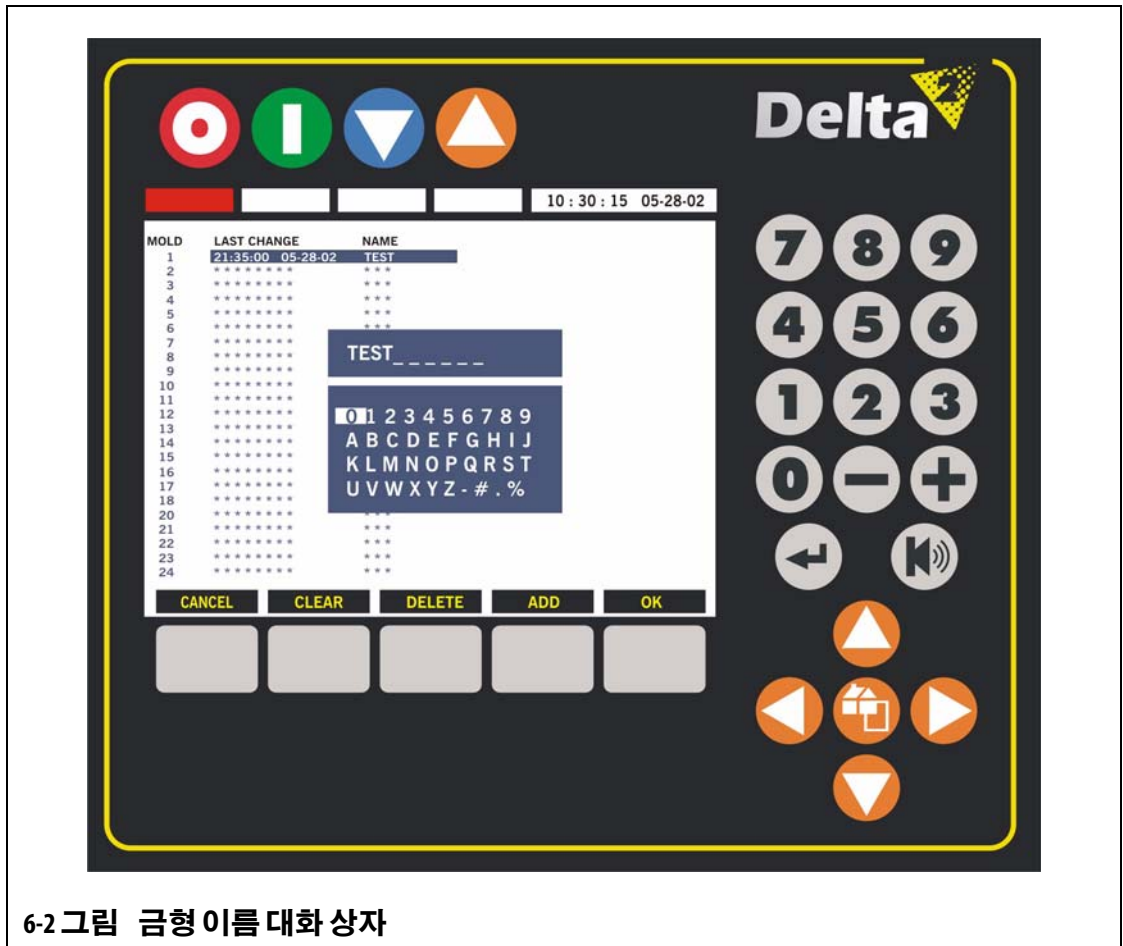 Delta 2
10 : 30 : 15 05-28-02
MOLD LAST CHANGE NAME
1 21:35:00 05-28-02 TEST
2 * * * * * * * * * * *
3 * * * * * * * * * * *
4 * * * * * * * * * * *
5 * * * * * * * * * * *
6 * * * * * * * * * * *
7 * * * * * * * *
8 * * * * * * * *
9 * * * * * * * *
10 * * * * * * * *
11 * * * * * * * *
12 * * * * * * * *
13 * * * * * * * *
14 * * * * * * * *
15 * * * * * * * *
16 * * * * * * * *
17 * * * * * * * *
18 * * * * * * * *
20 * * * * * * * * * * *
21 * * * * * * * * * * *
22 * * * * * * * * * * *
23 * * * * * * * * * * *
24 * * * * * * * * * * *
TEST_ _ _ _ _ _
0 1 2 3 4 5 6 7 8 9
A B C D E F G H I J
K L M N O P Q R S T
U V W X Y Z - # . %
CANCEL CLEAR DELETE ADD OK
7 8 9
4 5 6
1 2 3
0 - +
6-2 그림 금형 이름 대화 상자